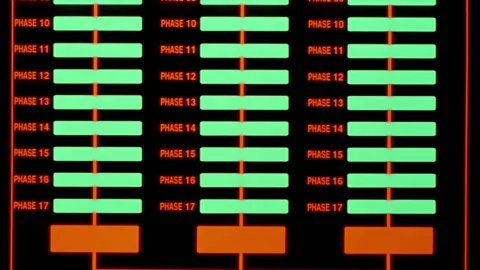 PHASE 10 PHASE 10 PHASE 10
PHASE 11 PHASE 11 PHASE 11
PHASE 12 PHASE 12 PHASE 12
PHASE 13 PHASE 13 PHASE 13
PHASE 14 PHASE 14 PHASE 14
PHASE 15 PHASE 15 PHASE 15
PHASE 16 PHASE 16 PHASE 16
PHASE 17 PHASE 17 PHASE 17